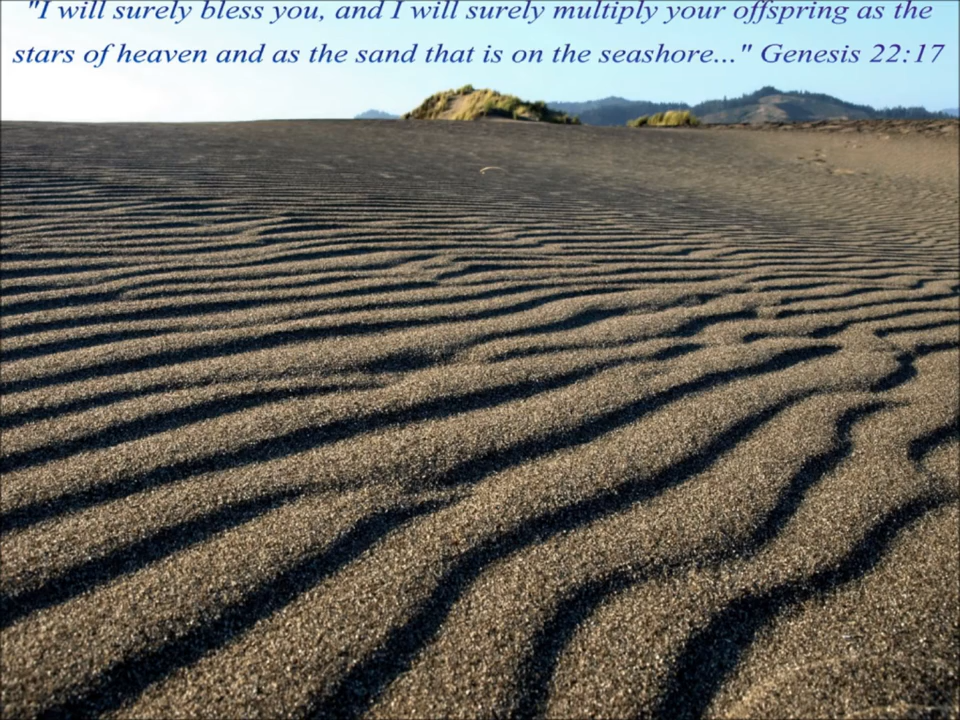 "I will surely bless you, and I will surely multiply your offspring as the
stars of heaven and as the sand that is on the seashore..." Genesis 22:17